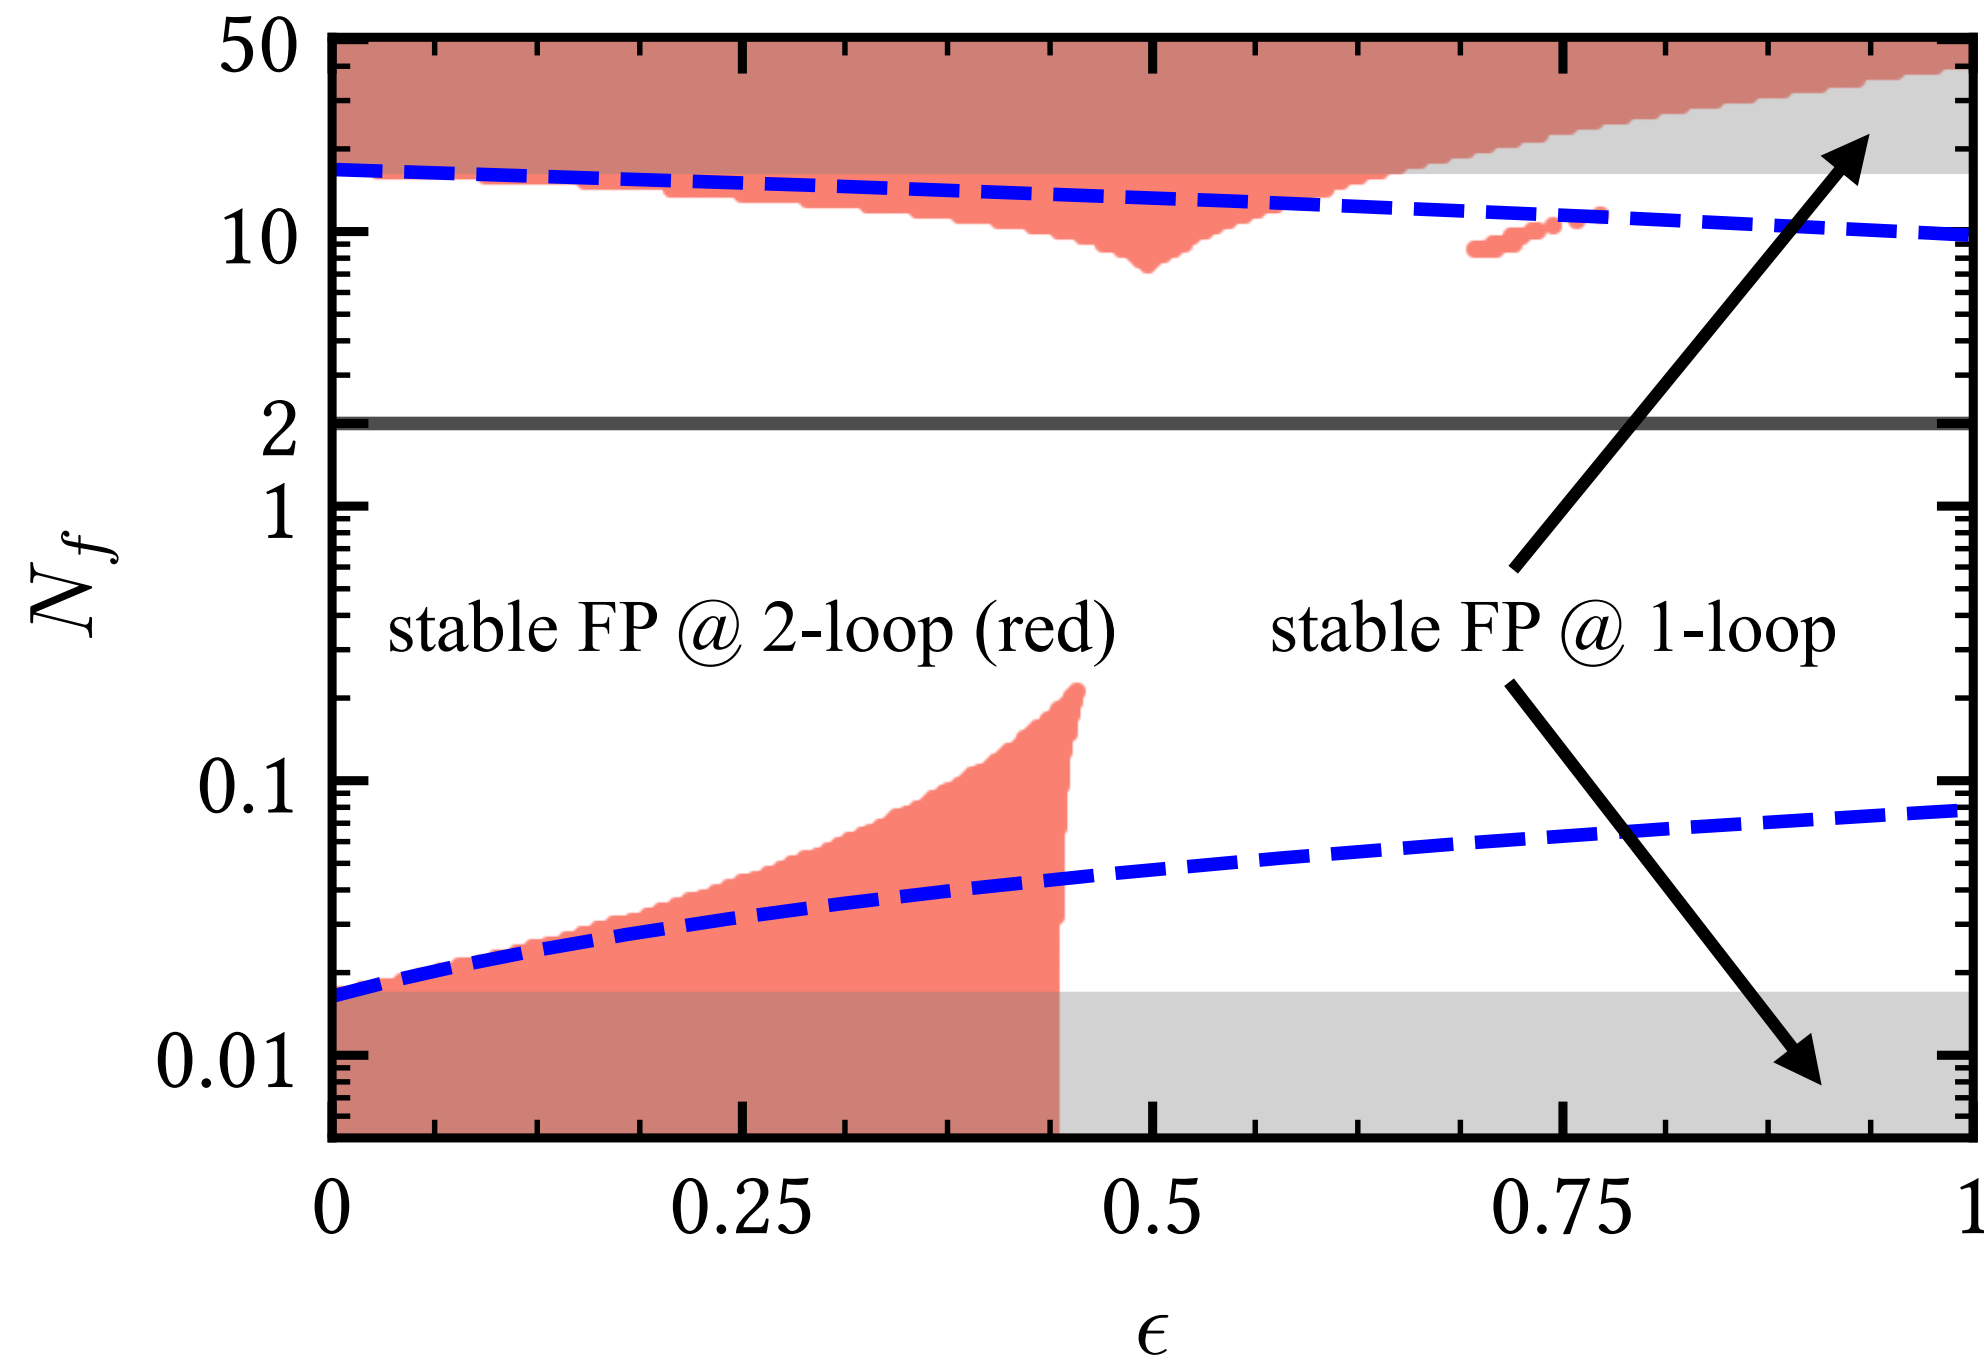 50
10
2
1
0.1
0.01
N_f
stable FP @ 2-loop (red)
stable FP @ 1-loop
0 0.25 0.5 0.75 1
ϵ